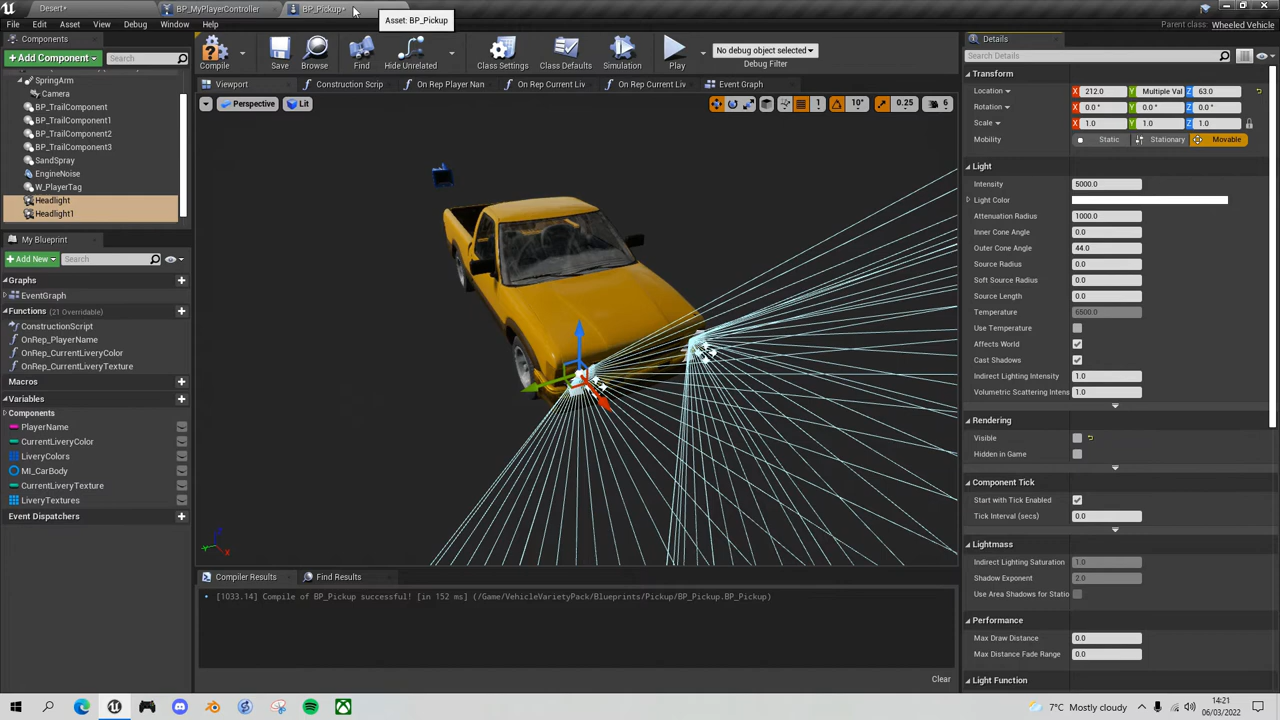 Desert•
BP_MyPlayerController
BP_Pickup•
Parent class: Wheeled Vehicle
File Edit Asset View Debug Window Help
Asset: BP_Pickup
Components
Add Component
Search
SpringArm
Camera
BP_TrailComponent
BP_TrailComponent1
BP_TrailComponent2
BP_TrailComponent3
SandSpray
EngineNoise
W_PlayerTag
Headlight
Headlight1
My Blueprint
Add New
Search
Graphs
EventGraph
Functions (21 Overridable)
ConstructionScript
OnRep_PlayerName
OnRep_CurrentLiveryColor
OnRep_CurrentLiveryTexture
Macros
Variables
Components
PlayerName
CurrentLiveryColor
LiveryColors
MI_CarBody
CurrentLiveryTexture
LiveryTextures
Event Dispatchers
Compile
Save
Browse
Find
Hide Unrelated
Class Settings
Class Defaults
Simulation
Play
No debug object selected
Debug Filter
Viewport
Construction Scrip
On Rep Player Nan
On Rep Current Liv
On Rep Current Liv
Event Graph
Perspective
Lit
1
10°
0.25
6
Compiler Results
Find Results
[1033.14] Compile of BP_Pickup successful! [in 152 ms] (/Game/VehicleVarietyPack/Blueprints/Pickup/BP_Pickup.BP_Pickup)
Clear
Details
Search Details
Transform
Location X 212.0 Y Multiple Val Z 63.0
Rotation X 0.0 ° Y 0.0 ° Z 0.0 °
Scale X 1.0 Y 1.0 Z 1.0
Mobility Static Stationary Movable
Light
Intensity 5000.0
Light Color
Attenuation Radius 1000.0
Inner Cone Angle 0.0
Outer Cone Angle 44.0
Source Radius 0.0
Soft Source Radius 0.0
Source Length 0.0
Temperature 6500.0
Use Temperature
Affects World
Cast Shadows
Indirect Lighting Intensity 1.0
Volumetric Scattering Intens 1.0
Rendering
Visible
Hidden in Game
Component Tick
Start with Tick Enabled
Tick Interval (secs) 0.0
Lightmass
Indirect Lighting Saturation 1.0
Shadow Exponent 2.0
Use Area Shadows for Statio
Performance
Max Draw Distance 0.0
Max Distance Fade Range 0.0
Light Function
7°C Mostly cloudy
14:21
06/03/2022